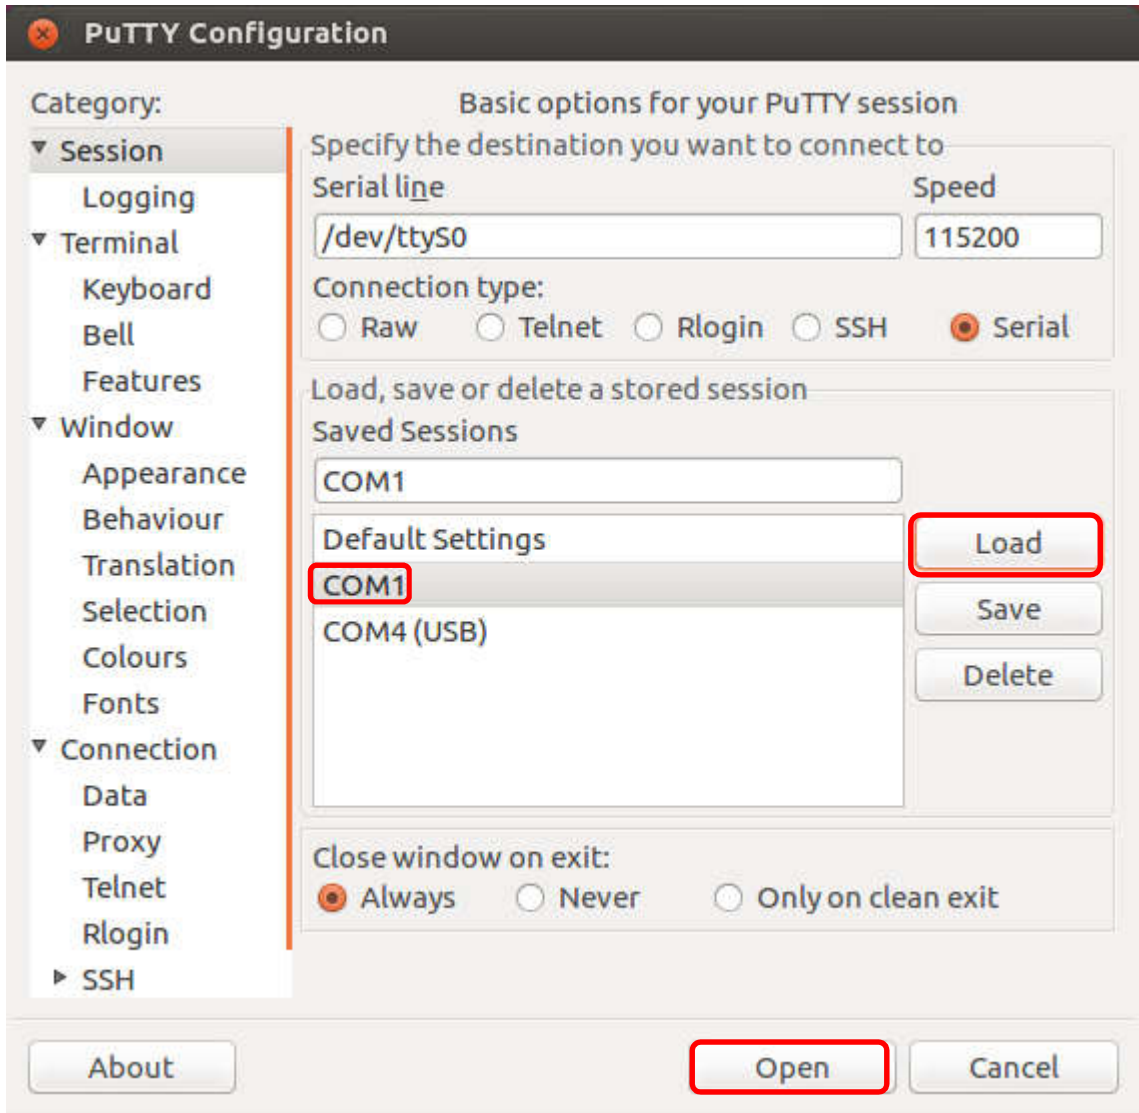 PuTTY Configuration
Category:
Session
Logging
Terminal
Keyboard
Bell
Features
Window
Appearance
Behaviour
Translation
Selection
Colours
Fonts
Connection
Data
Proxy
Telnet
Rlogin
SSH
Basic options for your PuTTY session
Specify the destination you want to connect to
Serial line Speed
/dev/ttyS0 115200
Connection type:
Raw Telnet Rlogin SSH Serial
Load, save or delete a stored session
Saved Sessions
COM1
Default Settings
COM1
COM4 (USB)
Load
Save
Delete
Close window on exit:
Always Never Only on clean exit
About Open Cancel